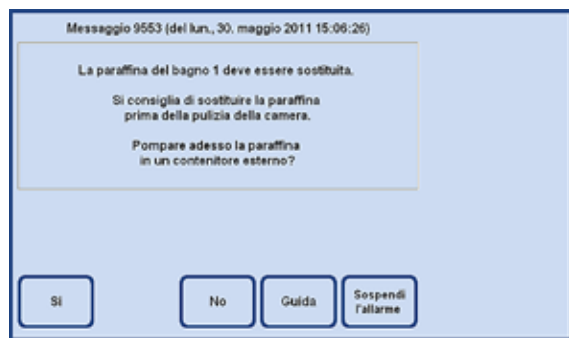 Messaggio 9553 (del lun., 30. maggio 2011 15:06:26)
La paraffina del bagno 1 deve essere sostituita.
Si consiglia di sostituire la paraffina
prima della pulizia della camera.
Pompare adesso la paraffina
in un contenitore esterno?
Sì
No
Guida
Sospendi
l'allarme